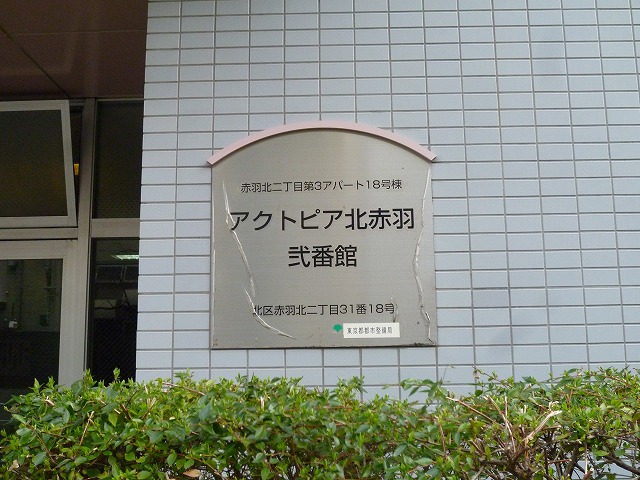 赤羽北二丁目第3アパート18号棟
アクトピア北赤羽
弐番館
北区赤羽北二丁目31番18号
東京都都市整備局